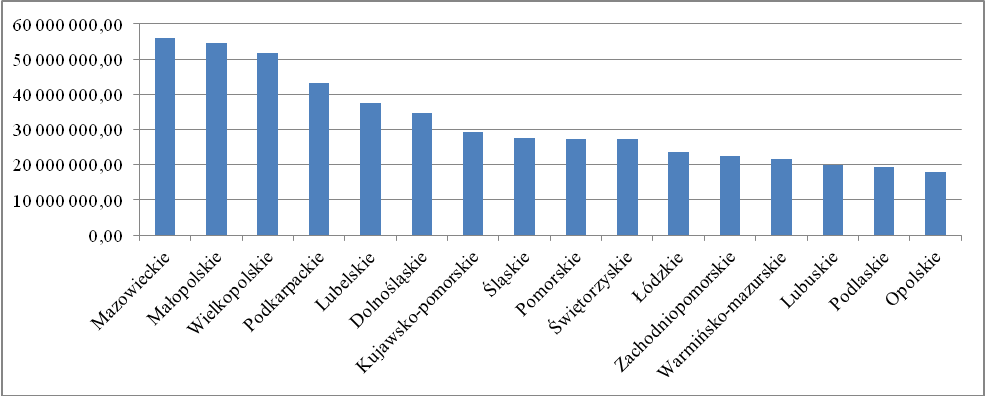 60 000 000,00
50 000 000,00
40 000 000,00
30 000 000,00
20 000 000,00
10 000 000,00
0,00
Mazowieckie
Małopolskie
Wielkopolskie
Podkarpackie
Lubelskie
Dolnośląskie
Kujawsko-pomorskie
Śląskie
Pomorskie
Świętorzyskie
Łódzkie
Zachodniopomorskie
Warmińsko-mazurskie
Lubuskie
Podlaskie
Opolskie